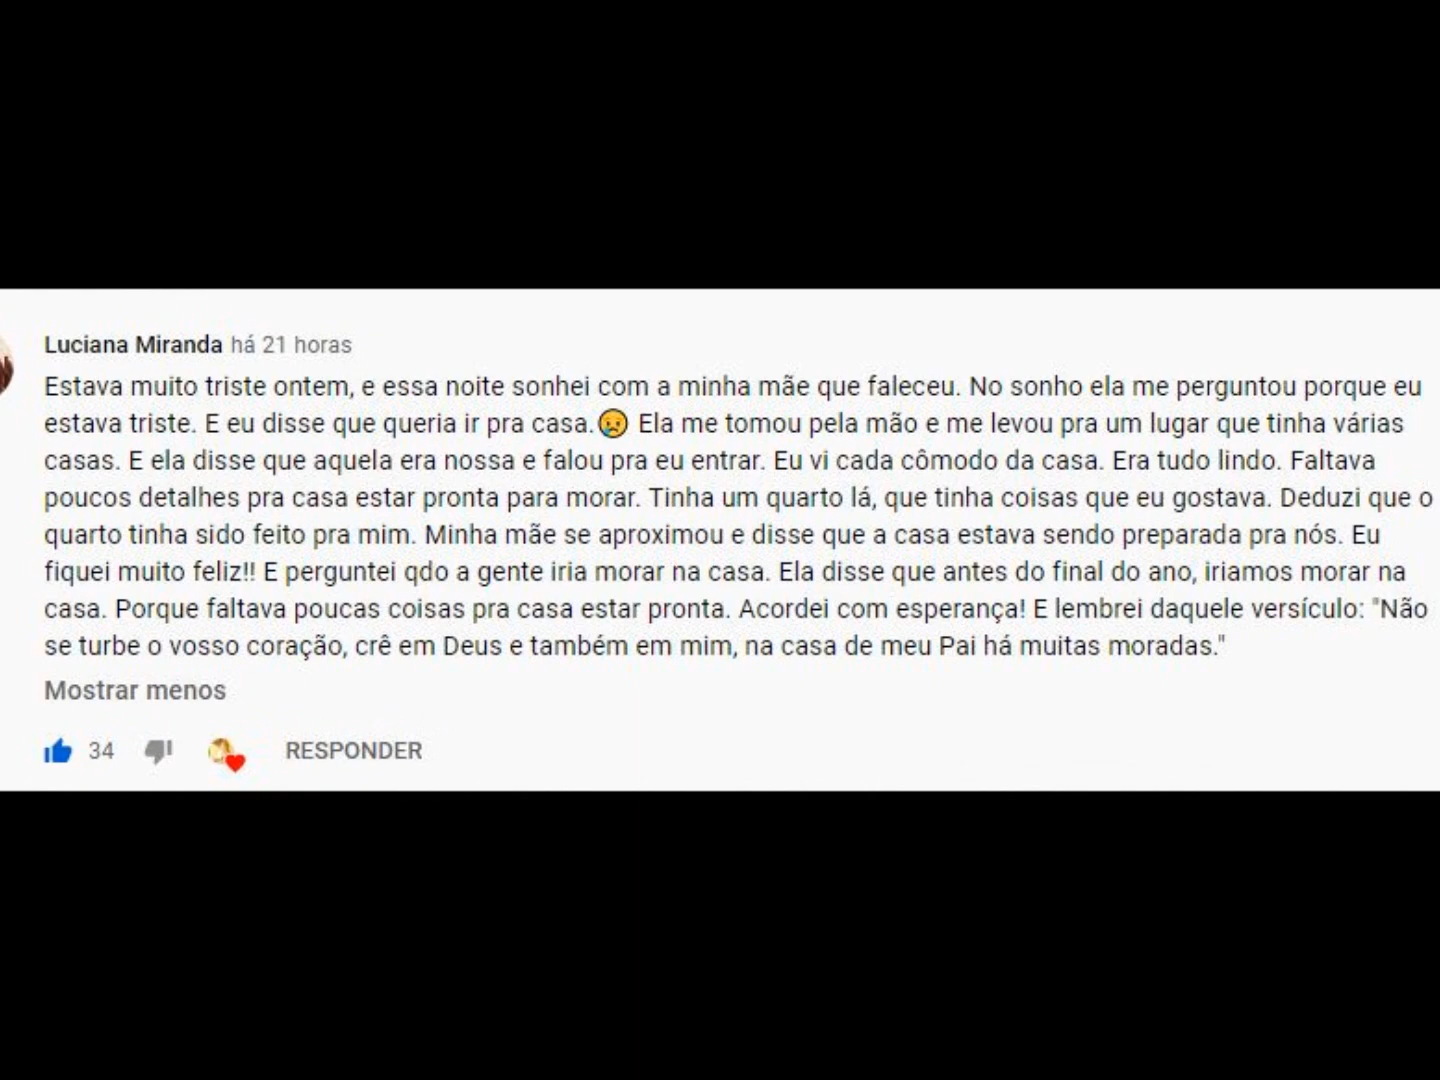 Luciana Miranda há 21 horas
Estava muito triste ontem, e essa noite sonhei com a minha mãe que faleceu. No sonho ela me perguntou porque eu
estava triste. E eu disse que queria ir pra casa.😥 Ela me tomou pela mão e me levou pra um lugar que tinha várias
casas. E ela disse que aquela era nossa e falou pra eu entrar. Eu vi cada cômodo da casa. Era tudo lindo. Faltava
poucos detalhes pra casa estar pronta para morar. Tinha um quarto lá, que tinha coisas que eu gostava. Deduzi que o
quarto tinha sido feito pra mim. Minha mãe se aproximou e disse que a casa estava sendo preparada pra nós. Eu
fiquei muito feliz!! E perguntei qdo a gente iria morar na casa. Ela disse que antes do final do ano, iriamos morar na
casa. Porque faltava poucas coisas pra casa estar pronta. Acordei com esperança! E lembrei daquele versículo: "Não
se turbe o vosso coração, crê em Deus e também em mim, na casa de meu Pai há muitas moradas."
Mostrar menos
34 RESPONDER